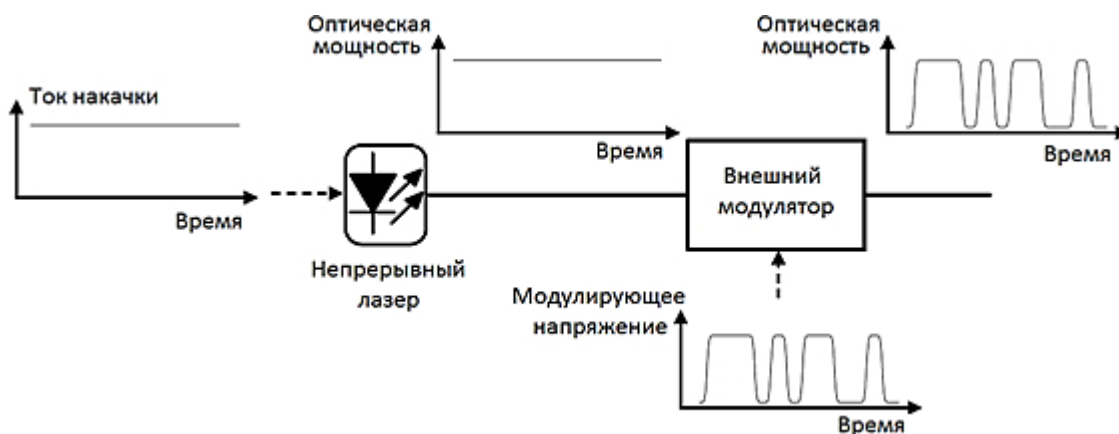 Оптическая
мощность
Оптическая
мощность
Ток накачки
Время
Время
Внешний
модулятор
Время
Непрерывный
лазер
Модулирующее
напряжение
Время